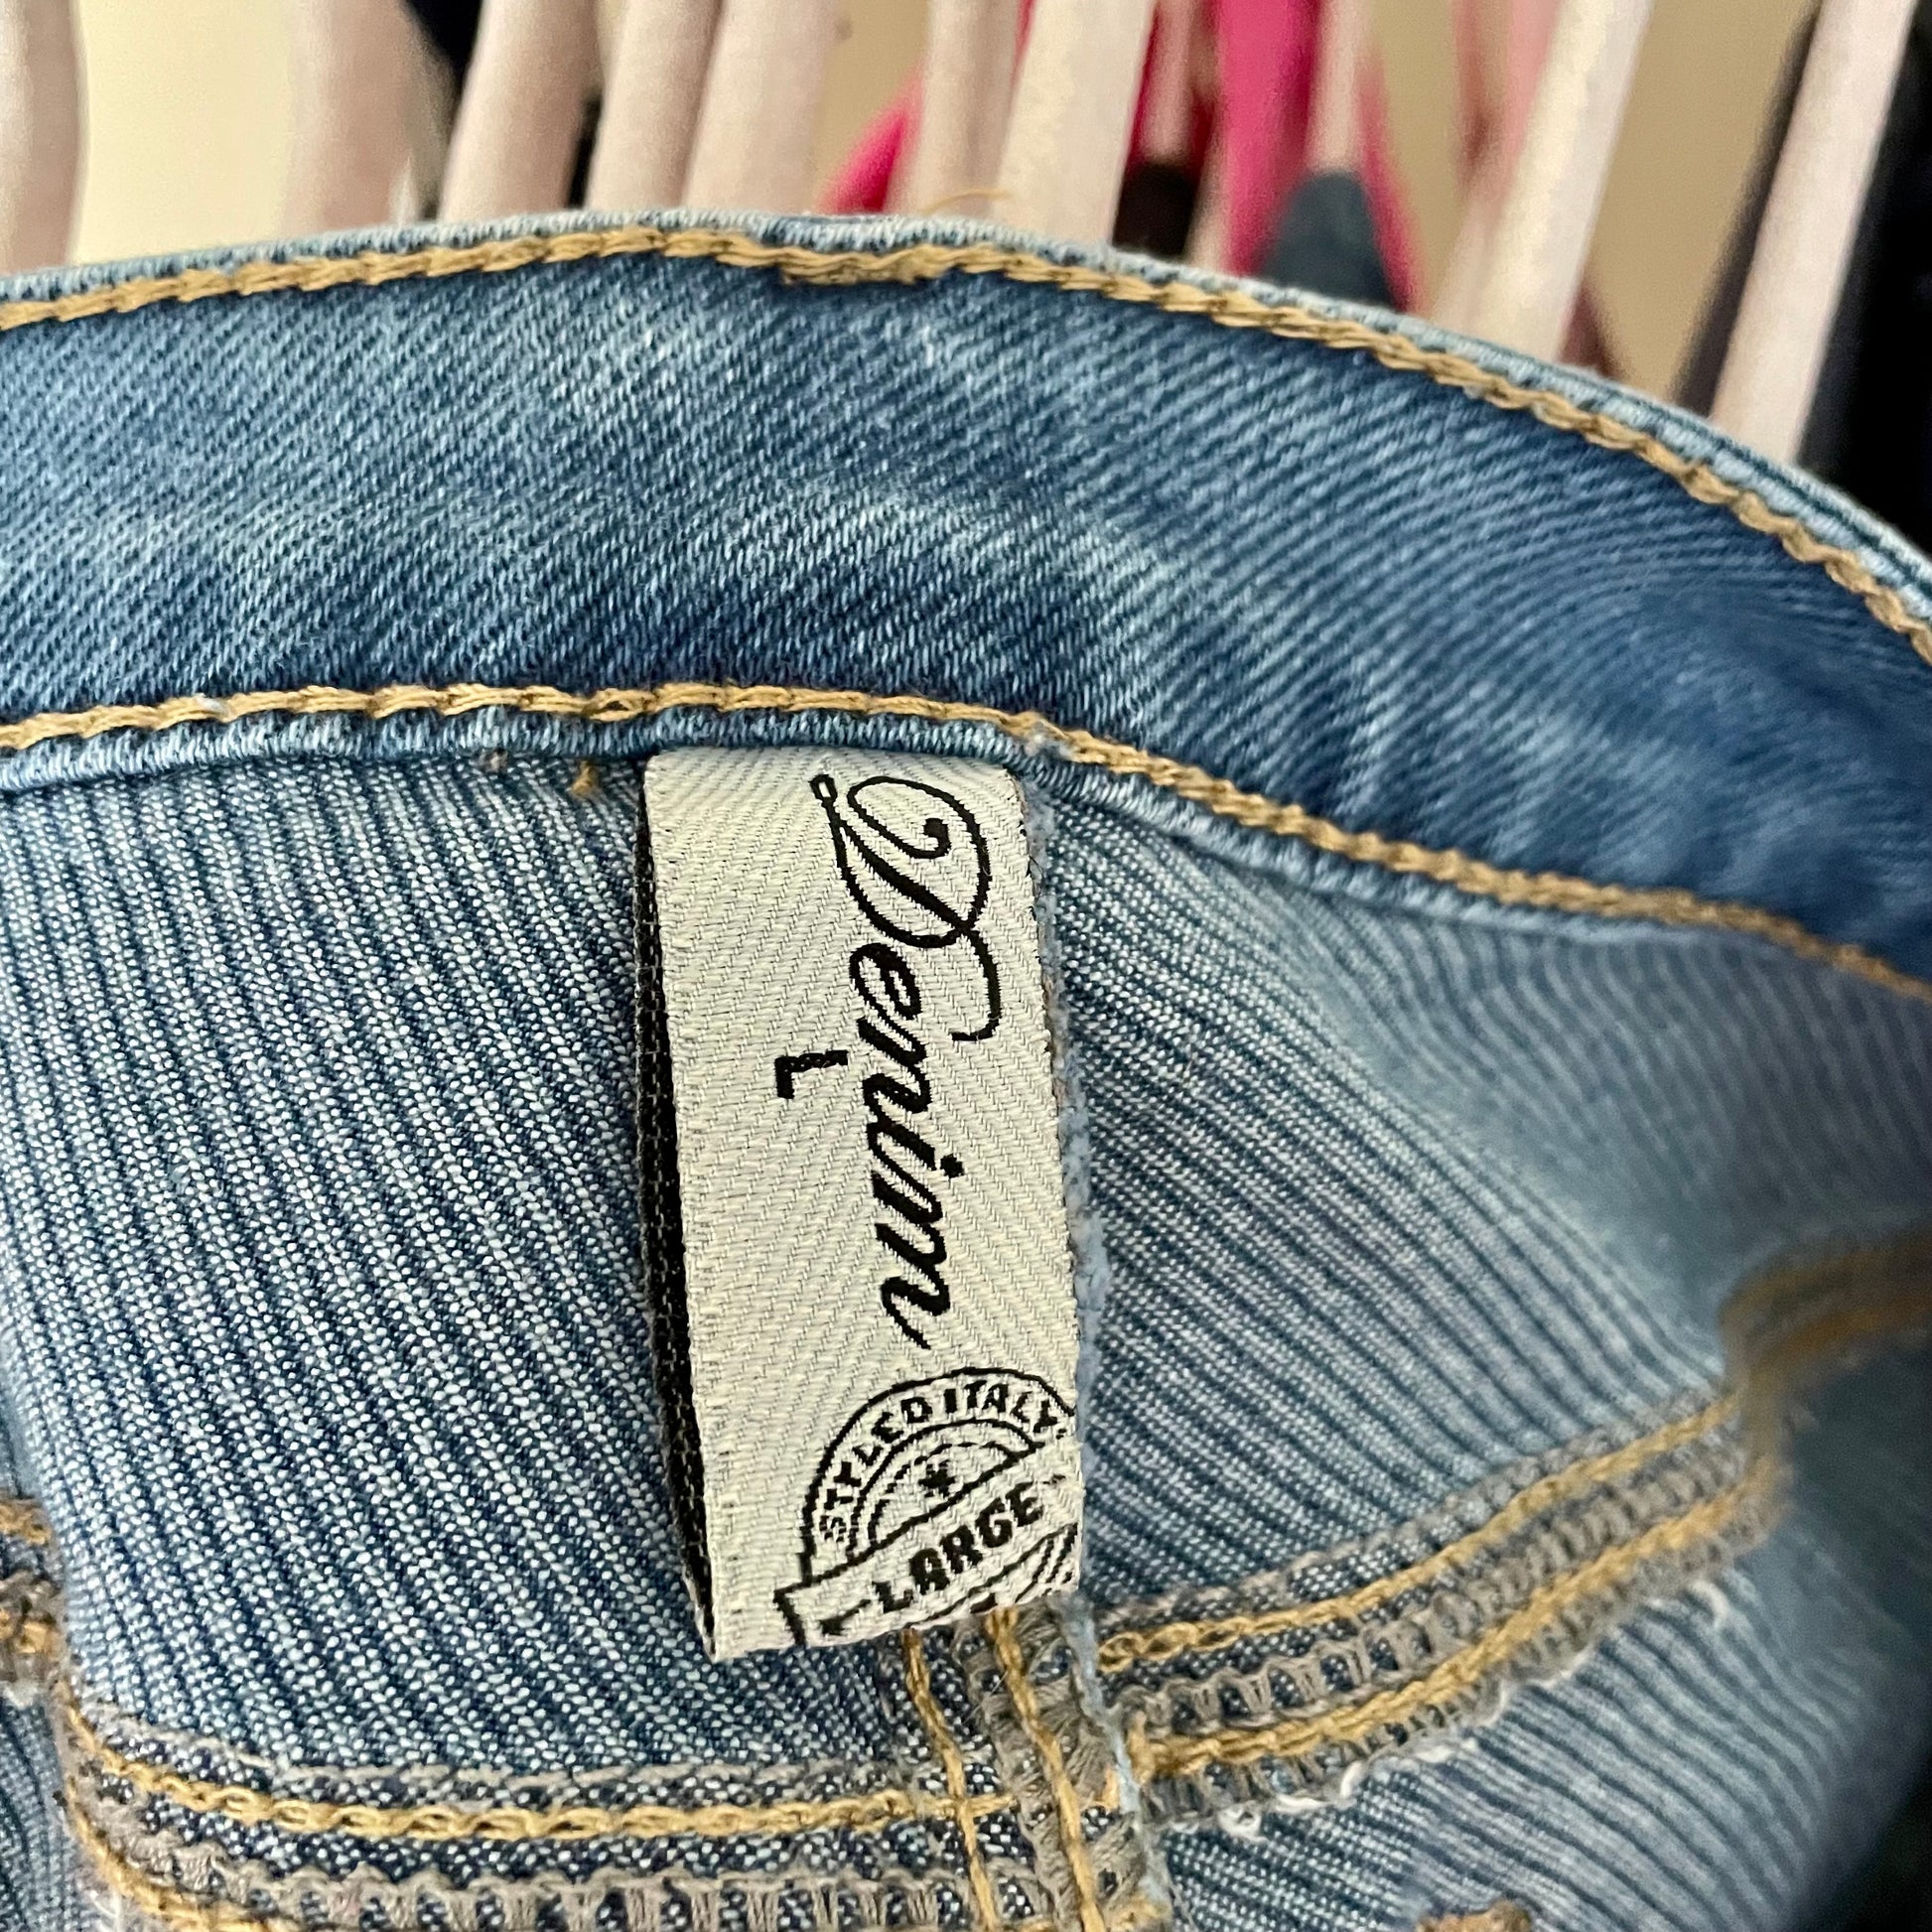 Denim
L
STYLED ITALY
LARGE